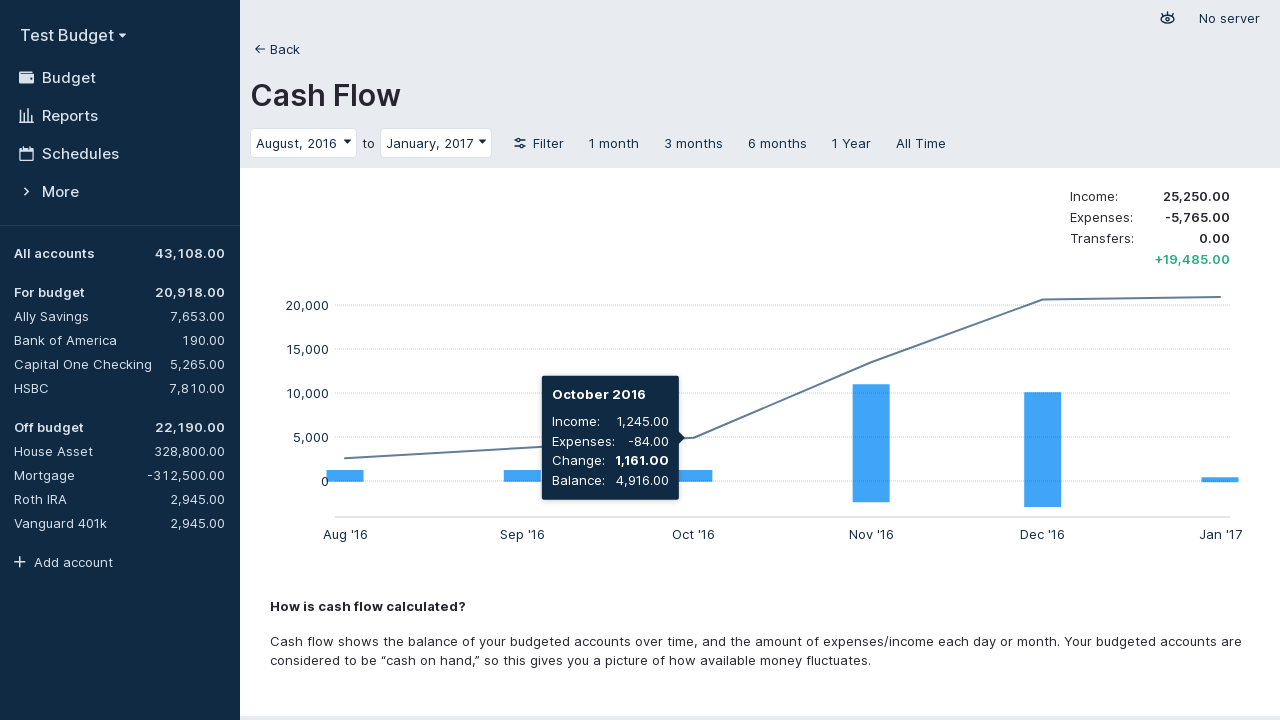 Test Budget
Budget
Reports
Schedules
More
All accounts 43,108.00
For budget 20,918.00
Ally Savings 7,653.00
Bank of America 190.00
Capital One Checking 5,265.00
HSBC 7,810.00
Off budget 22,190.00
House Asset 328,800.00
Mortgage -312,500.00
Roth IRA 2,945.00
Vanguard 401k 2,945.00
Add account
No server
Back
Cash Flow
August, 2016 to January, 2017 Filter 1 month 3 months 6 months 1 Year All Time
Income: 25,250.00
Expenses: -5,765.00
Transfers: 0.00
+19,485.00
20,000
15,000
10,000
5,000
0
October 2016
Income: 1,245.00
Expenses: -84.00
Change: 1,161.00
Balance: 4,916.00
Aug '16 Sep '16 Oct '16 Nov '16 Dec '16 Jan '17
How is cash flow calculated?
Cash flow shows the balance of your budgeted accounts over time, and the amount of expenses/income each day or month. Your budgeted accounts are
considered to be “cash on hand,” so this gives you a picture of how available money fluctuates.